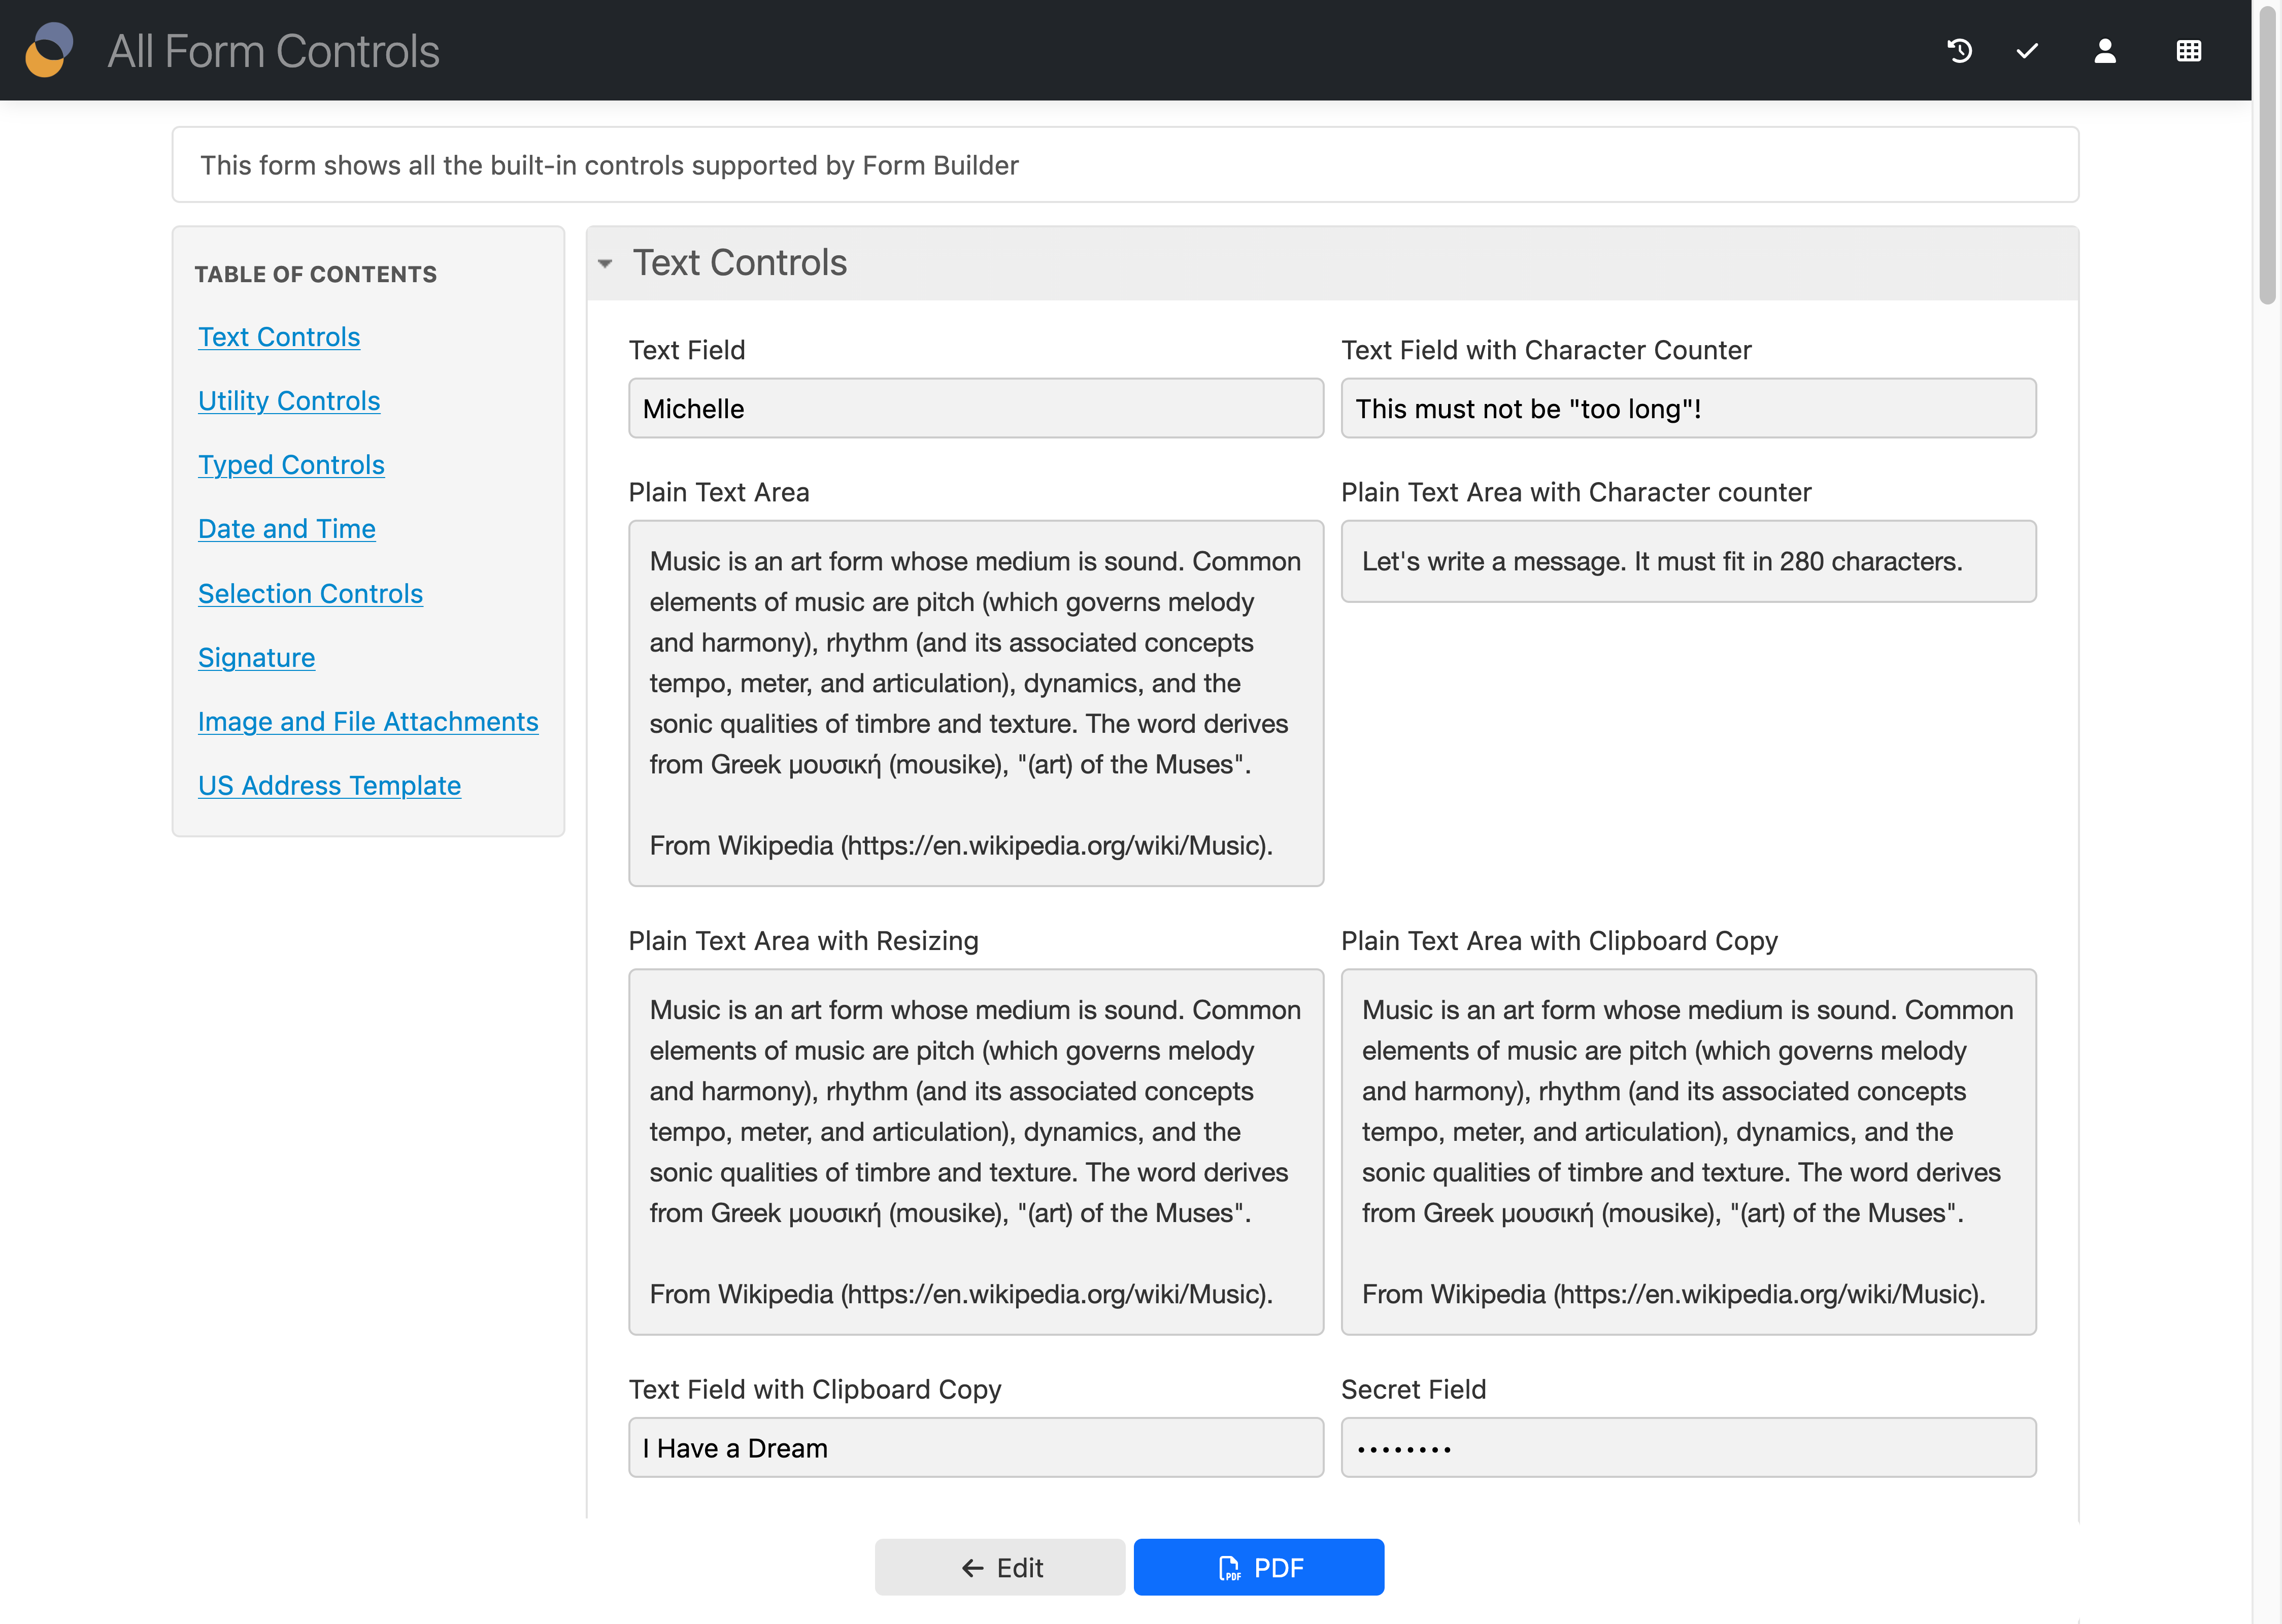 All Form Controls
This form shows all the built-in controls supported by Form Builder
TABLE OF CONTENTS
Text Controls
Utility Controls
Typed Controls
Date and Time
Selection Controls
Signature
Image and File Attachments
US Address Template
Text Controls
Text Field
Michelle
Text Field with Character Counter
This must not be "too long"!
Plain Text Area
Music is an art form whose medium is sound. Common
elements of music are pitch (which governs melody
and harmony), rhythm (and its associated concepts
tempo, meter, and articulation), dynamics, and the
sonic qualities of timbre and texture. The word derives
from Greek μουσική (mousike), "(art) of the Muses".
From Wikipedia (https://en.wikipedia.org/wiki/Music).
Plain Text Area with Character counter
Let's write a message. It must fit in 280 characters.
Plain Text Area with Resizing
Music is an art form whose medium is sound. Common
elements of music are pitch (which governs melody
and harmony), rhythm (and its associated concepts
tempo, meter, and articulation), dynamics, and the
sonic qualities of timbre and texture. The word derives
from Greek μουσική (mousike), "(art) of the Muses".
From Wikipedia (https://en.wikipedia.org/wiki/Music).
Plain Text Area with Clipboard Copy
Music is an art form whose medium is sound. Common
elements of music are pitch (which governs melody
and harmony), rhythm (and its associated concepts
tempo, meter, and articulation), dynamics, and the
sonic qualities of timbre and texture. The word derives
from Greek μουσική (mousike), "(art) of the Muses".
From Wikipedia (https://en.wikipedia.org/wiki/Music).
Text Field with Clipboard Copy
I Have a Dream
Secret Field
••••••••
Edit
PDF PDF